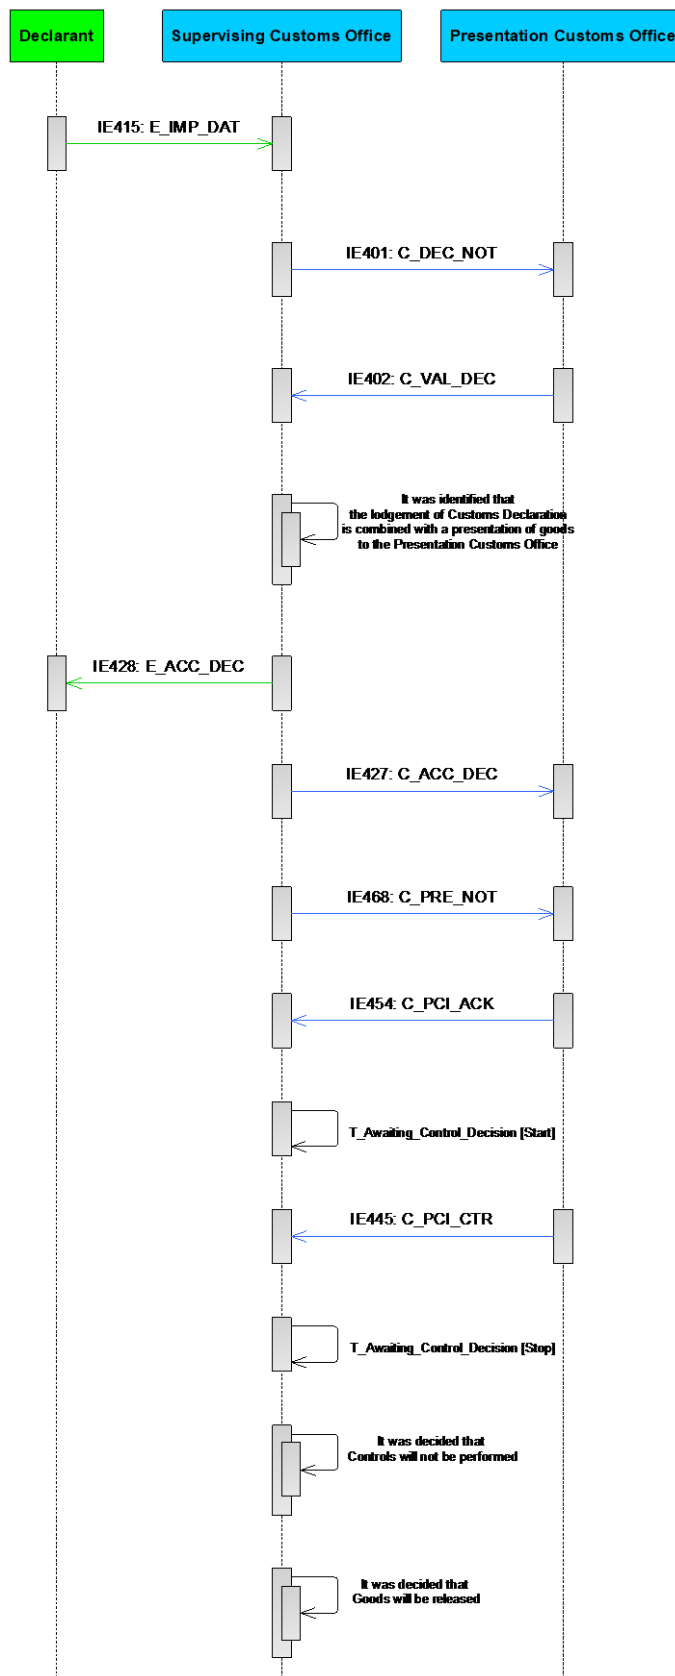 Declarant
Supervising Customs Office
Presentation Customs Office
IE415: E_IMP_DAT
IE401: C_DEC_NOT
IE402: C_VAL_DEC
It was identified that
the lodgement of Customs Declaration
is combined with a presentation of goods
to the Presentation Customs Office
IE428: E_ACC_DEC
IE427: C_ACC_DEC
IE468: C_PRE_NOT
IE454: C_PCI_ACK
T_Awaiting_Control_Decision [Start]
IE445: C_PCI_CTR
T_Awaiting_Control_Decision [Stop]
It was decided that
Controls will not be performed
It was decided that
Goods will be released